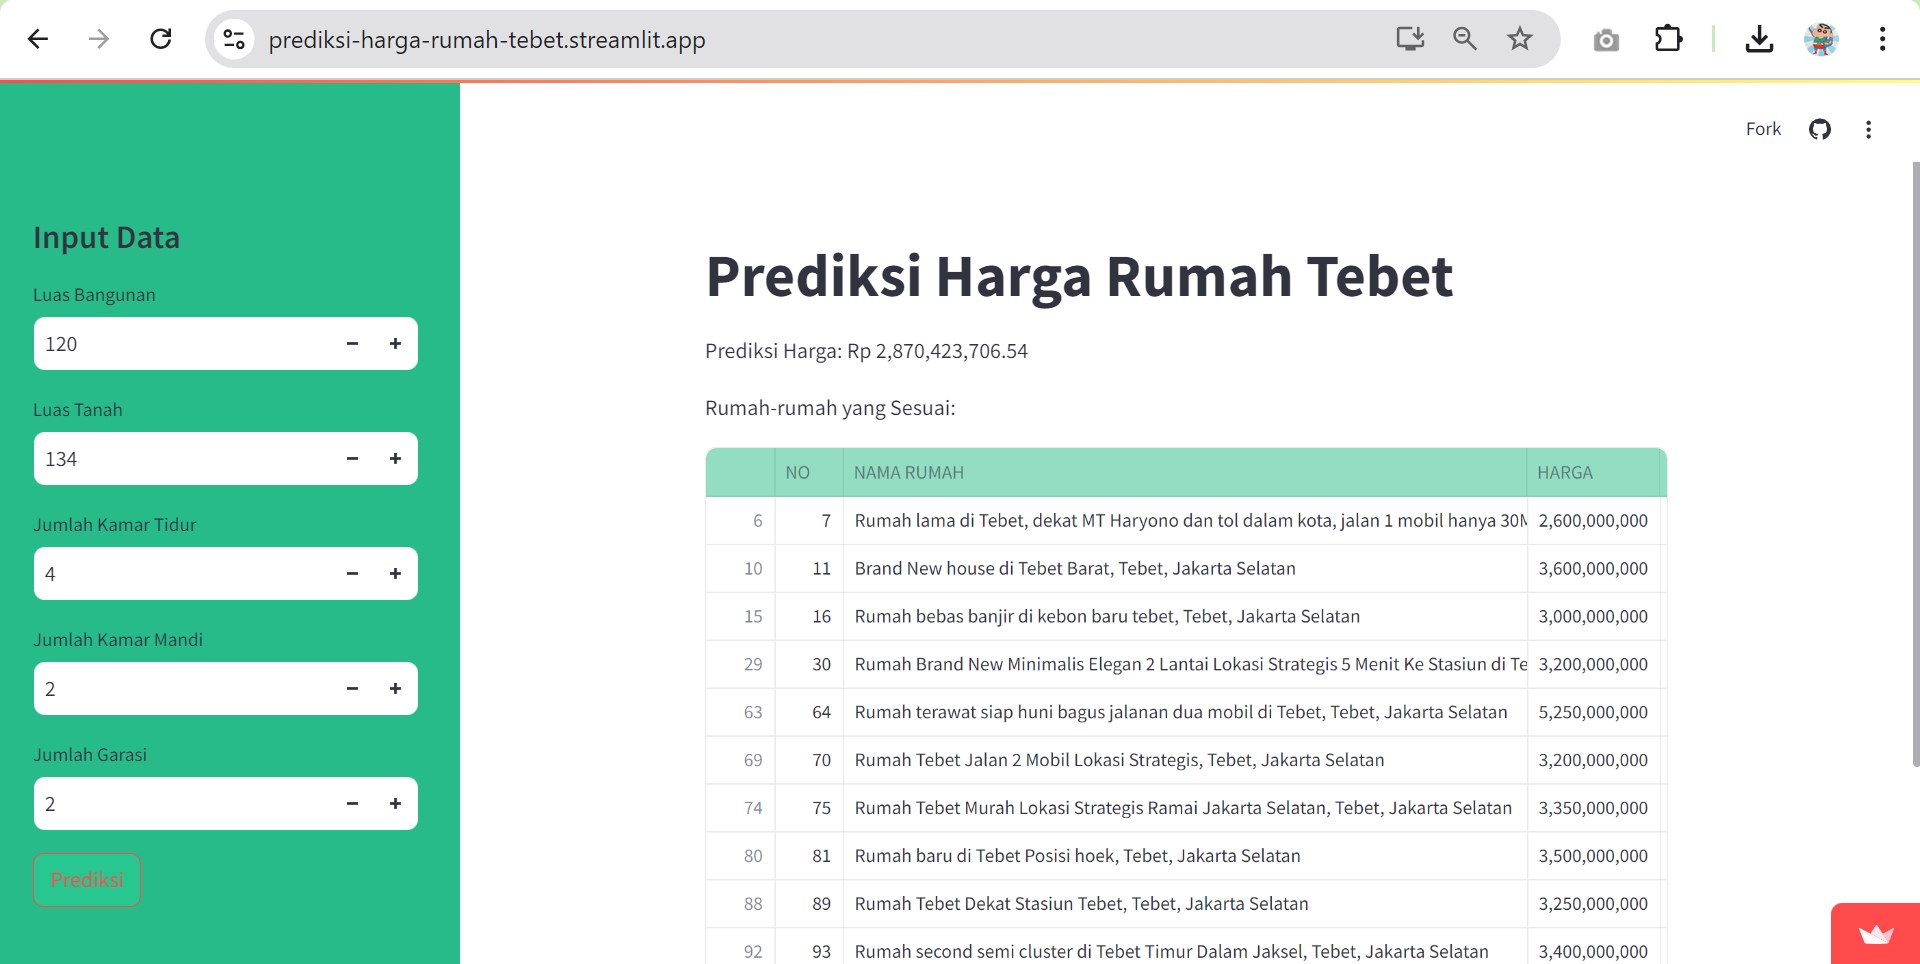 prediksi-harga-rumah-tebet.streamlit.app
Fork
Input Data
Luas Bangunan
120
Luas Tanah
134
Jumlah Kamar Tidur
4
Jumlah Kamar Mandi
2
Jumlah Garasi
2
Prediksi
Prediksi Harga Rumah Tebet
Prediksi Harga: Rp 2,870,423,706.54
Rumah-rumah yang Sesuai:
NO NAMA RUMAH HARGA
6 7 Rumah lama di Tebet, dekat MT Haryono dan tol dalam kota, jalan 1 mobil hanya 30M 2,600,000,000
10 11 Brand New house di Tebet Barat, Tebet, Jakarta Selatan 3,600,000,000
15 16 Rumah bebas banjir di kebon baru tebet, Tebet, Jakarta Selatan 3,000,000,000
29 30 Rumah Brand New Minimalis Elegan 2 Lantai Lokasi Strategis 5 Menit Ke Stasiun di Te 3,200,000,000
63 64 Rumah terawat siap huni bagus jalanan dua mobil di Tebet, Tebet, Jakarta Selatan 5,250,000,000
69 70 Rumah Tebet Jalan 2 Mobil Lokasi Strategis, Tebet, Jakarta Selatan 3,200,000,000
74 75 Rumah Tebet Murah Lokasi Strategis Ramai Jakarta Selatan, Tebet, Jakarta Selatan 3,350,000,000
80 81 Rumah baru di Tebet Posisi hoek, Tebet, Jakarta Selatan 3,500,000,000
88 89 Rumah Tebet Dekat Stasiun Tebet, Tebet, Jakarta Selatan 3,250,000,000
92 93 Rumah second semi cluster di Tebet Timur Dalam Jaksel, Tebet, Jakarta Selatan 3,400,000,000